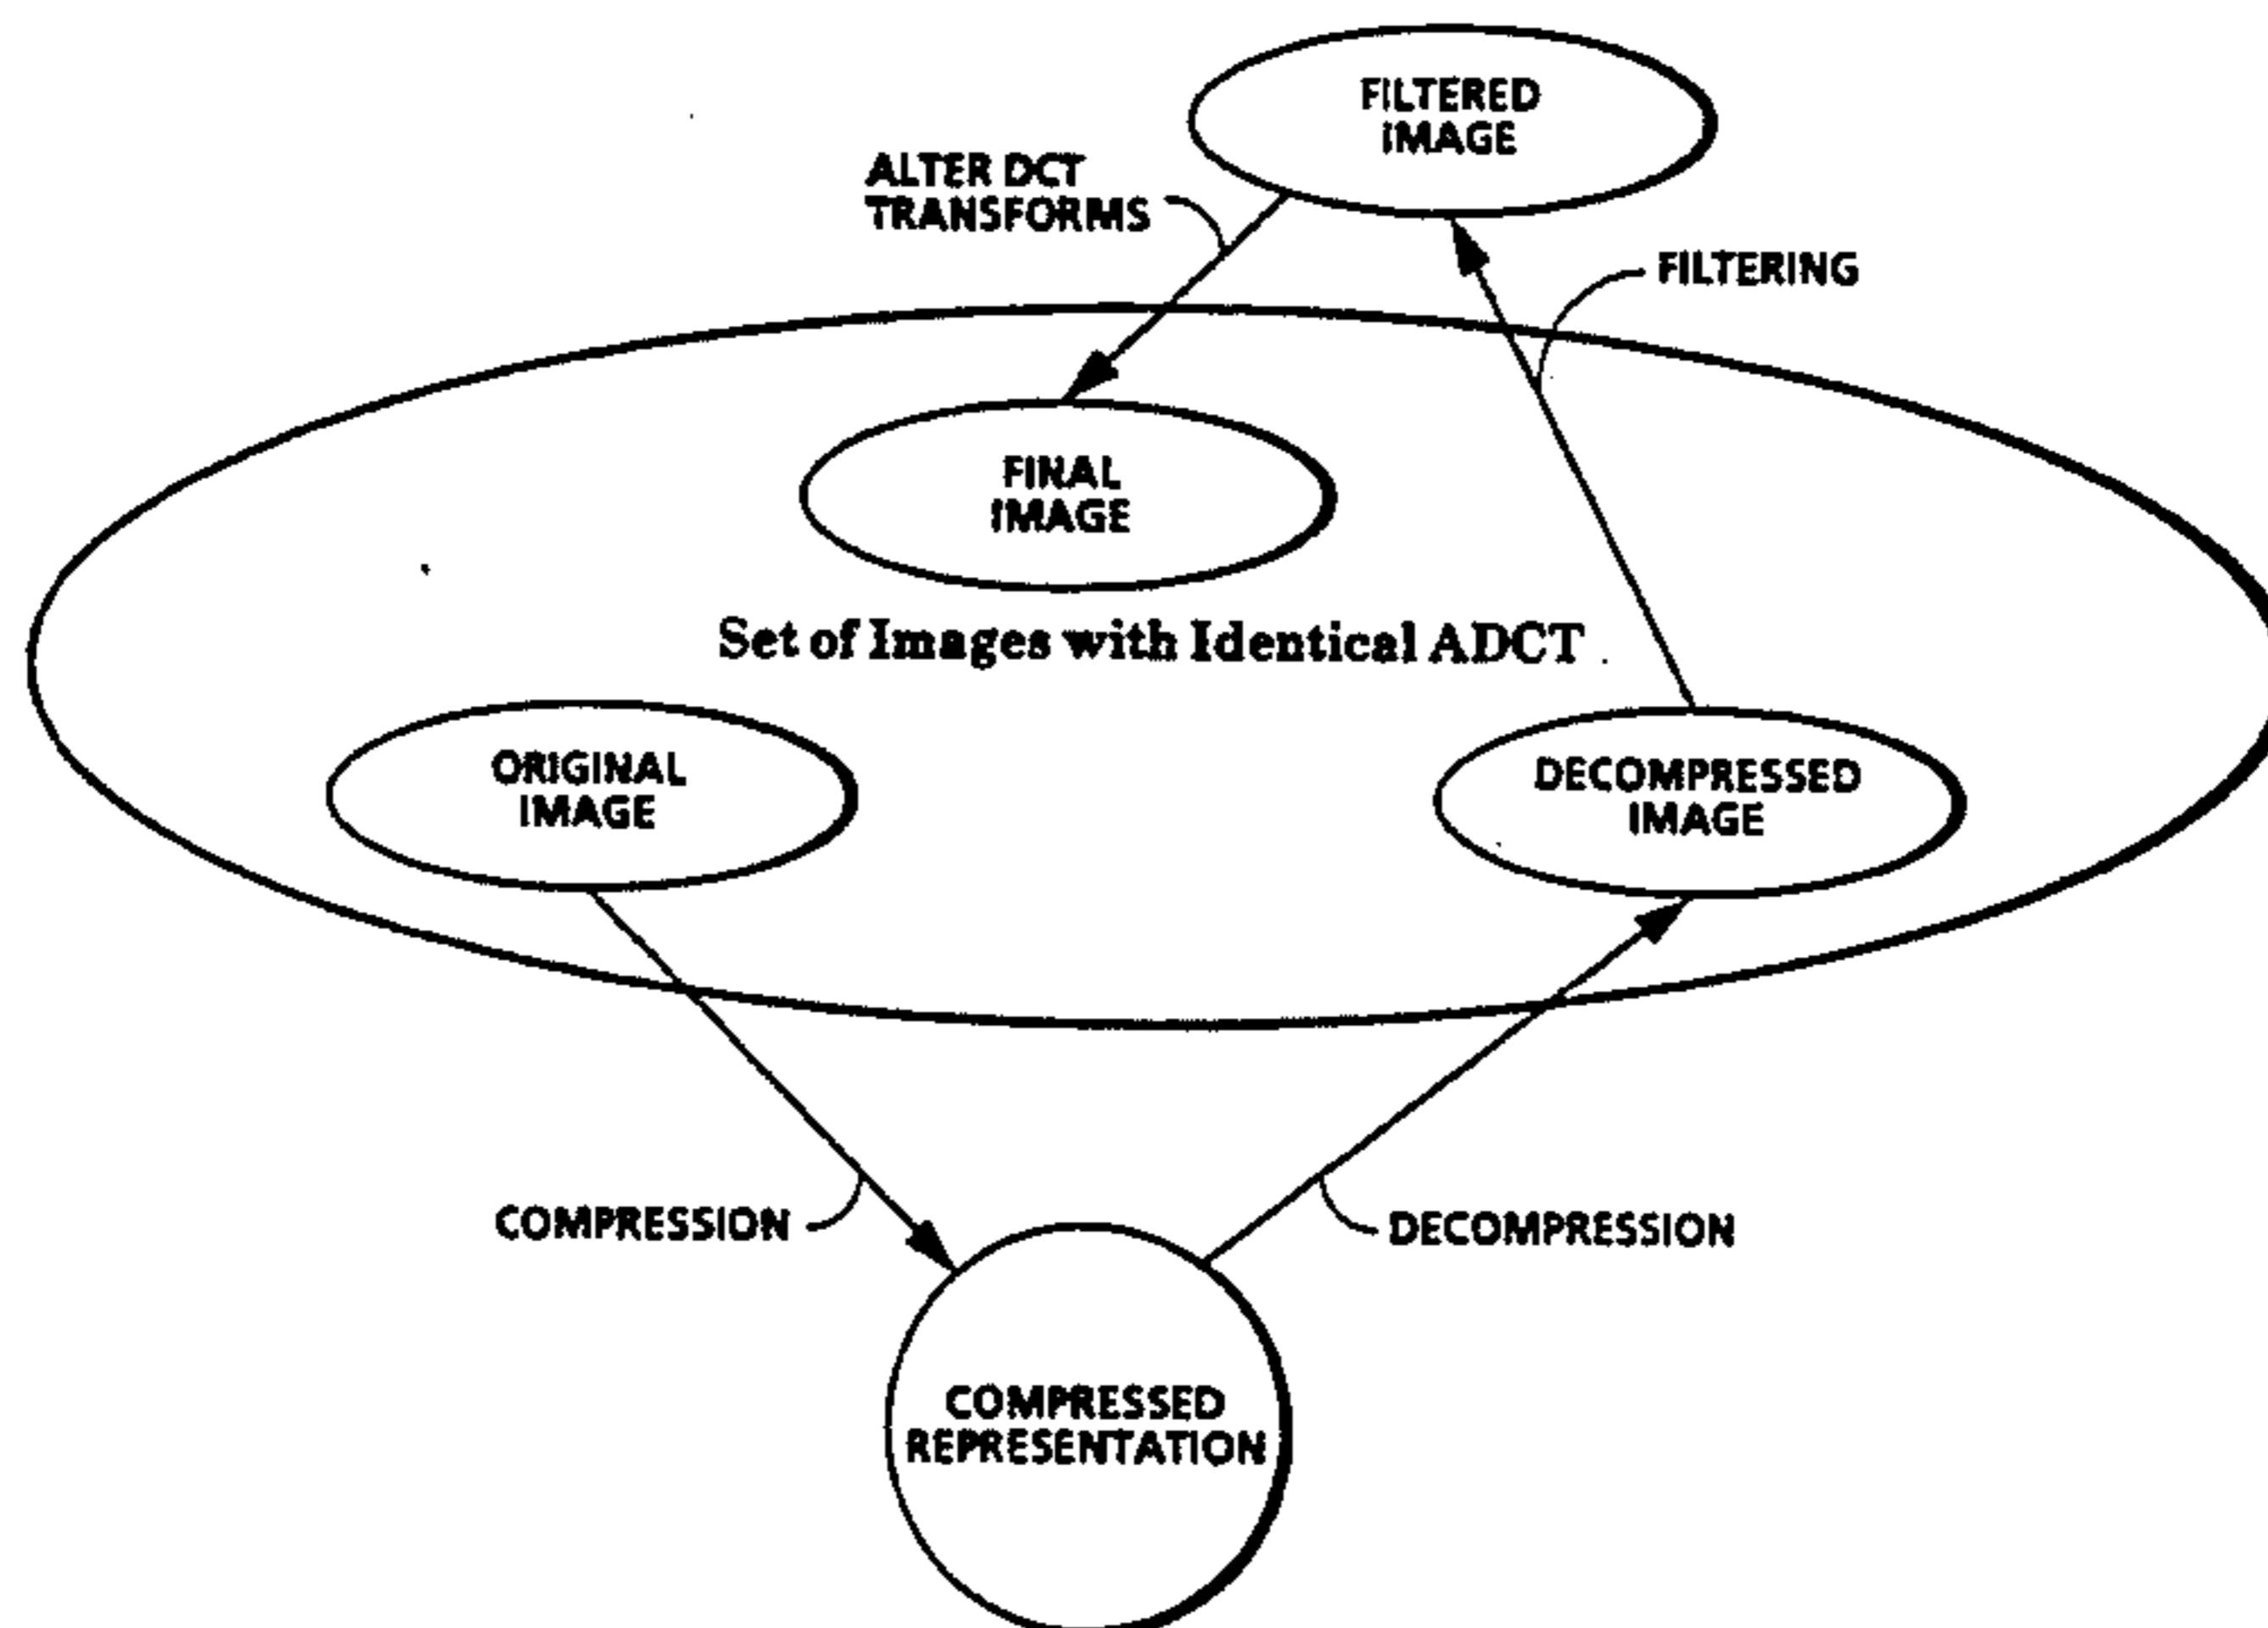 FILTERED
IMAGE
ALTER DCT
TRANSFORMS
FILTERING
FINAL
IMAGE
Set of Images with Identical ADCT
ORIGINAL
IMAGE
DECOMPRESSED
IMAGE
COMPRESSION
DECOMPRESSION
COMPRESSED
REPRESENTATION